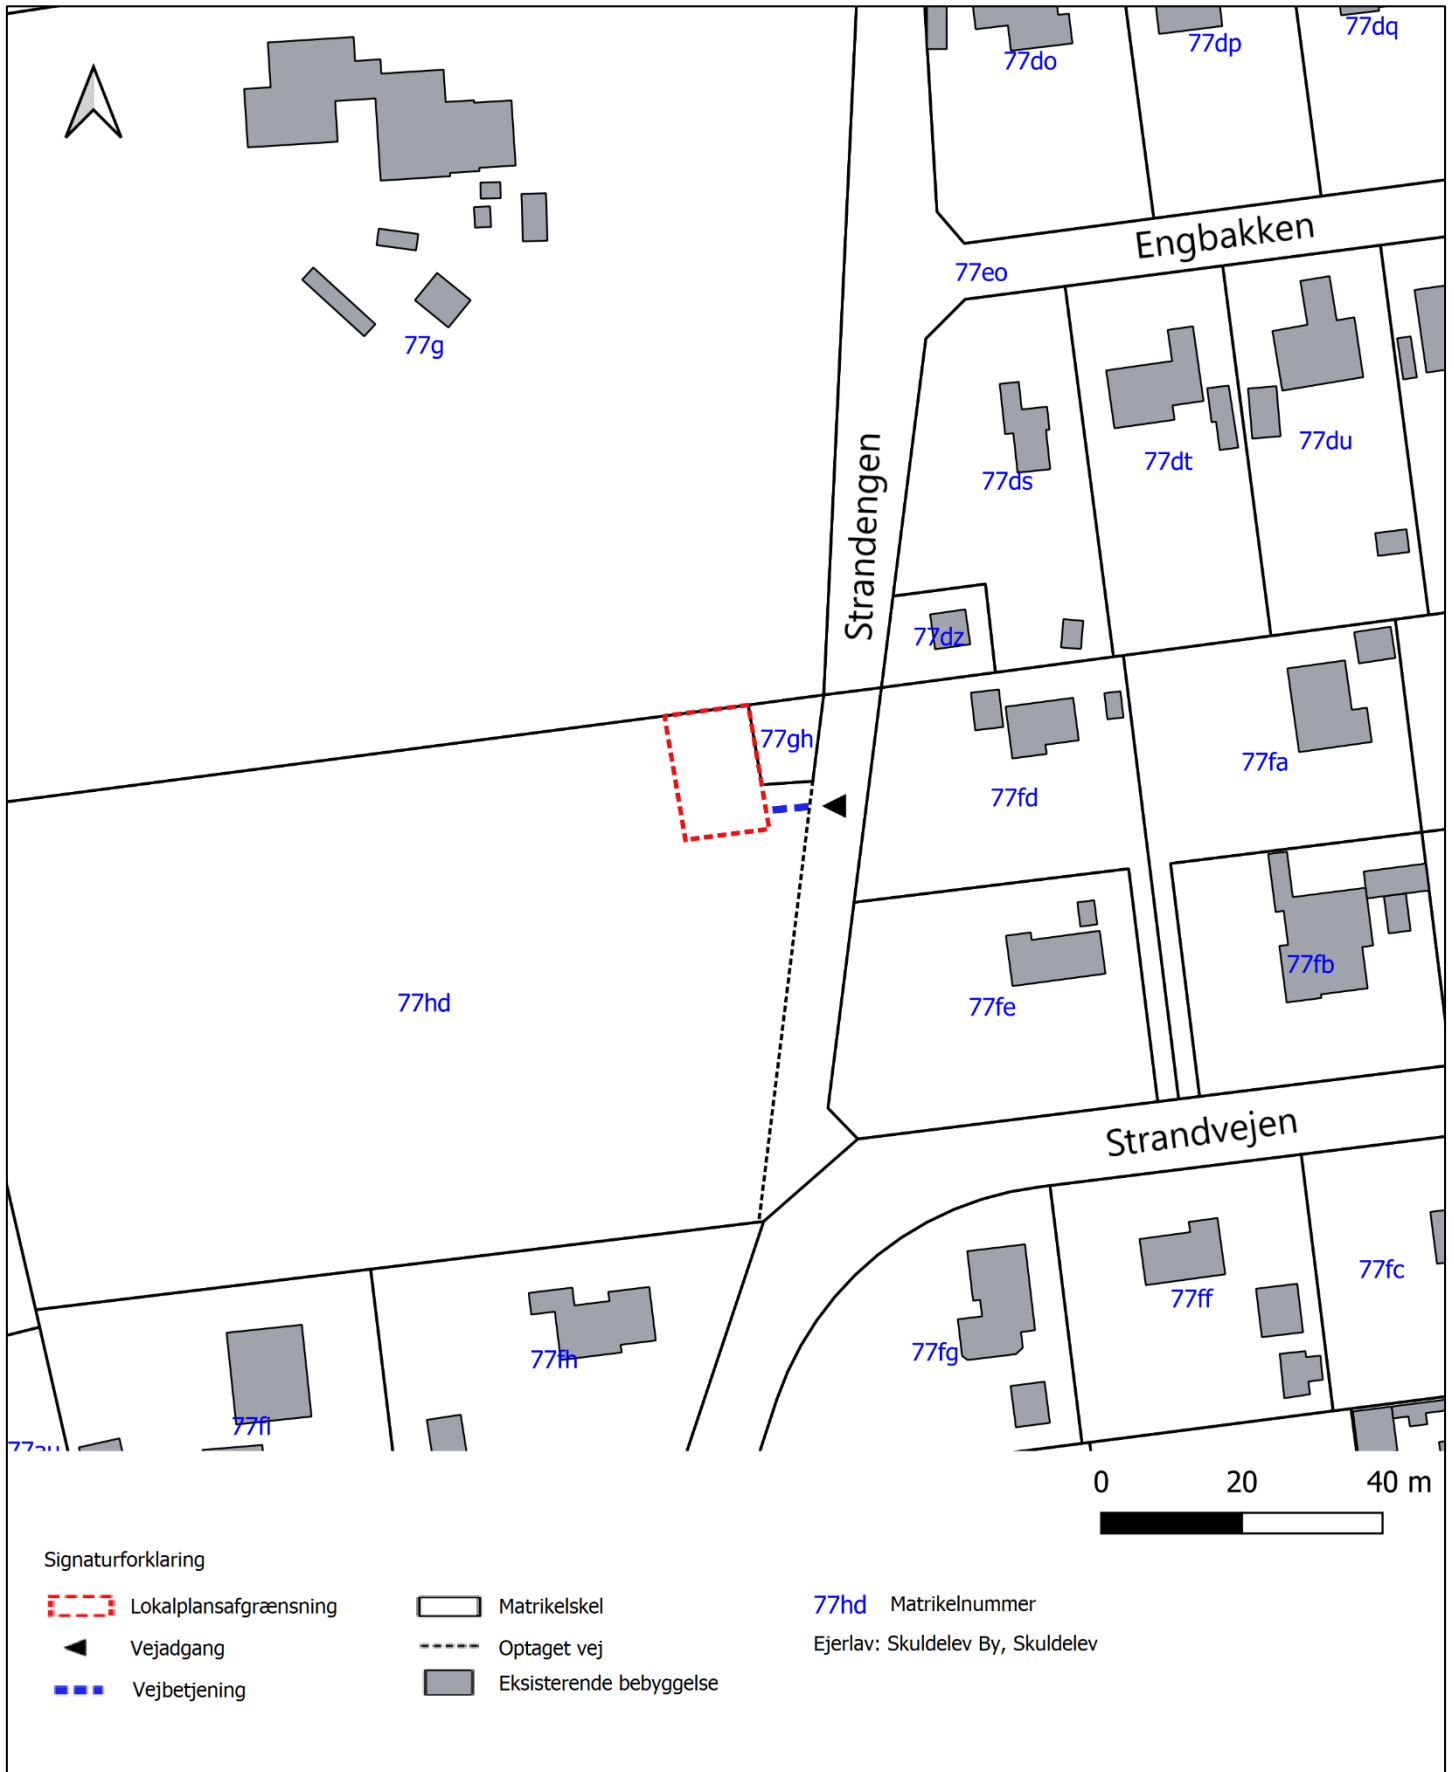 77do
77dp
77dq
Engbakken
77eo
77g
Strandengen
77ds
77dt
77du
77dz
77gh
77fd
77fa
77hd
77fe
77fb
Strandvejen
77fh
77fi
77au
77fg
77ff
77fc
0 20 40 m
Signaturforklaring
Lokalplansafgrænsning
Matrikelskel
77hd Matrikelnummer
Vejadgang
Optaget vej
Ejerlav: Skuldelev By, Skuldelev
Vejbetjening
Eksisterende bebyggelse